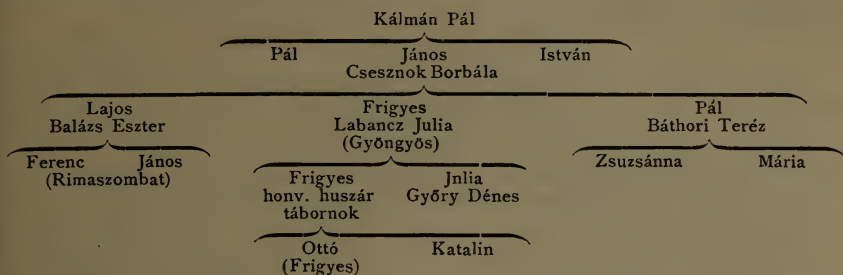 Kálmán Pál
Pál János István
Csesznok Borbála
Lajos Frigyes Pál
Balázs Eszter Labancz Julia Báthori Teréz
(Gyöngyös)
Ferenc János Zsuzsánna Mária
(Rimaszombat)
Frigyes Jnlia
honv. huszár Győry Dénes
tábornok
Ottó Katalin
(Frigyes)